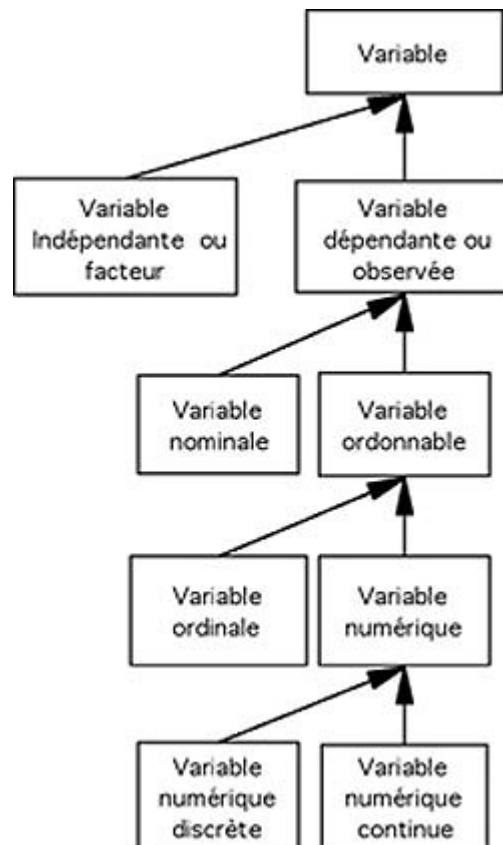 Variable
Variable
Indépendante ou
facteur
Variable
dépendante ou
observée
Variable
nominale
Variable
ordonnable
Variable
ordinale
Variable
numérique
Variable
numérique
discrète
Variable
numérique
continue